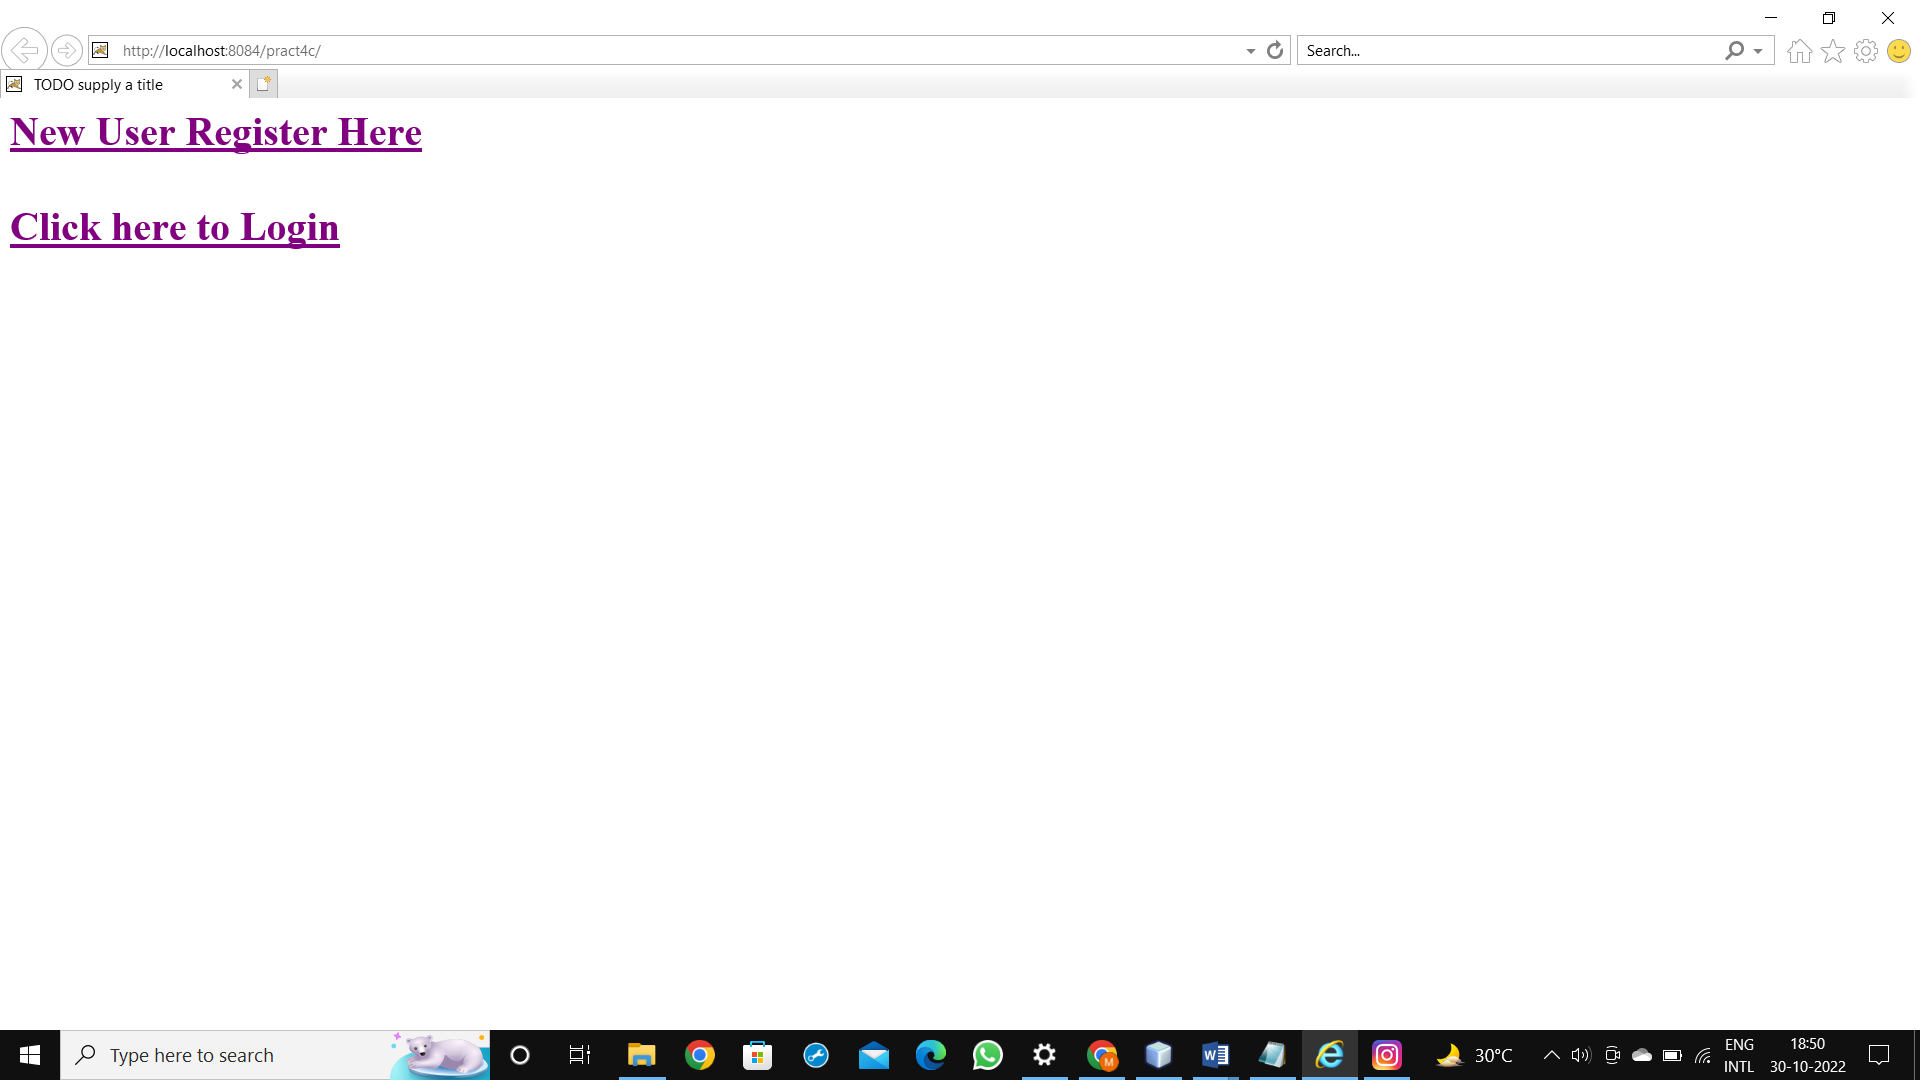 http://localhost:8084/pract4c/
Search...
TODO supply a title
New User Register Here
Click here to Login
Type here to search
30°C
ENG
INTL
18:50
30-10-2022